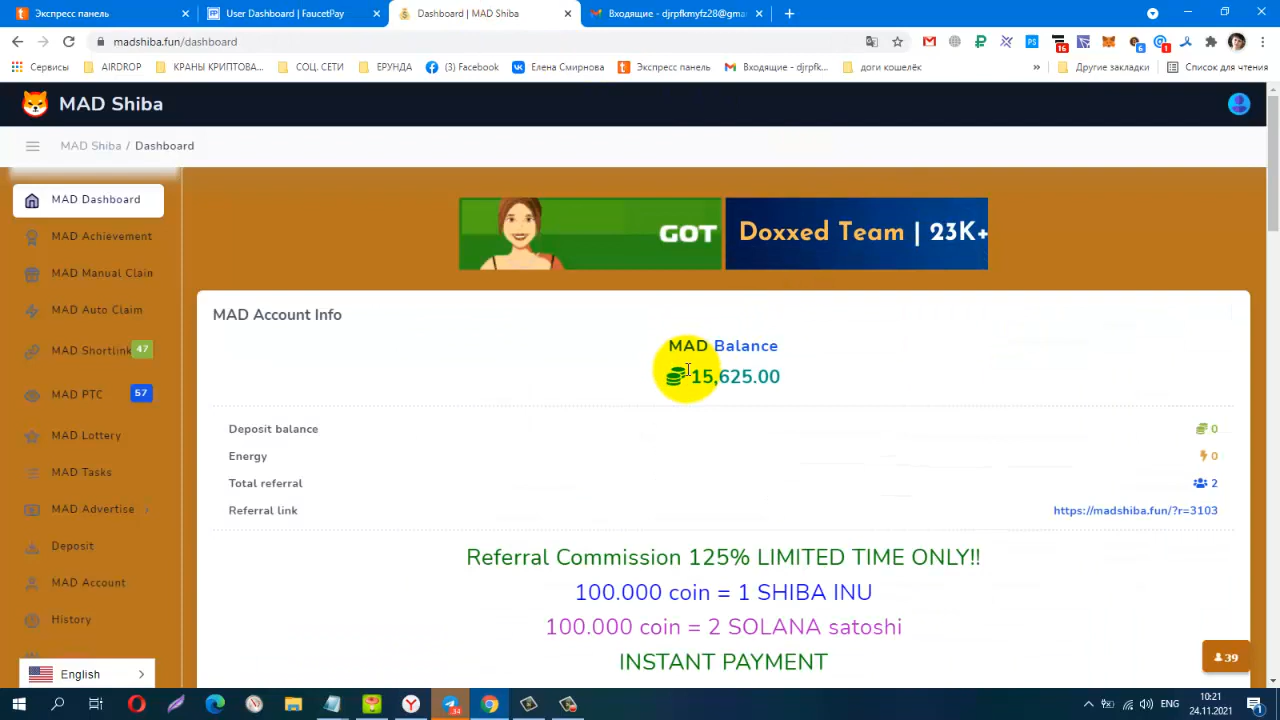 Экспресс панель
User Dashboard | FaucetPay
Dashboard | MAD Shiba
Входящие - djrpfkmyfz28@gma
madshiba.fun/dashboard
Сервисы
AIRDROP
КРАНЫ КРИПТОВА...
СОЦ. СЕТИ
ЕРУНДА
(3) Facebook
Елена Смирнова
Экспресс панель
Входящие - djrpfk...
доги кошелёк
»
Другие закладки
Список для чтения
MAD Shiba
MAD Shiba / Dashboard
MAD Dashboard
MAD Achievement
MAD Manual Claim
MAD Auto Claim
MAD Shortlink 47
MAD PTC 57
MAD Lottery
MAD Tasks
MAD Advertise
Deposit
MAD Account
History
English
GOT
Doxxed Team | 23K+
MAD Account Info
MAD Balance
15,625.00
Deposit balance 0
Energy 0
Total referral 2
Referral link https://madshiba.fun/?r=3103
Referral Commission 125% LIMITED TIME ONLY!!
100.000 coin = 1 SHIBA INU
100.000 coin = 2 SOLANA satoshi
INSTANT PAYMENT
39
ENG
10:21
24.11.2021